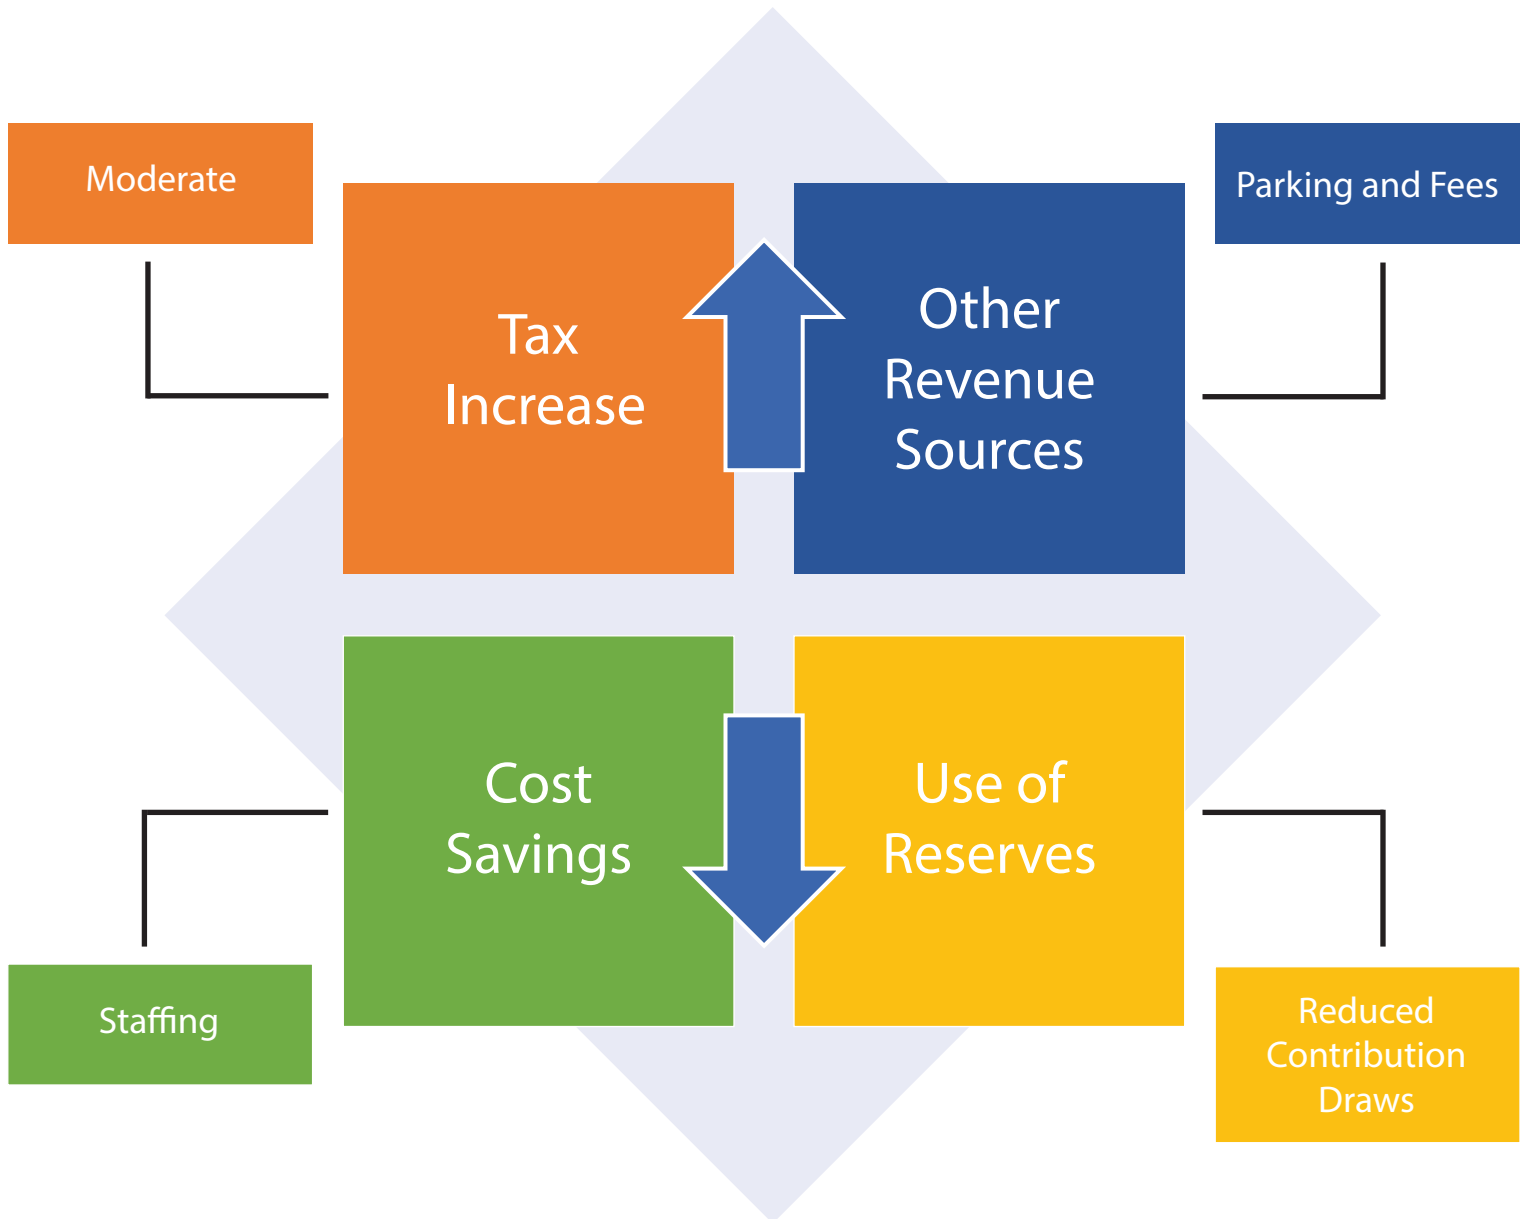 Moderate
Parking and Fees
Tax
Increase
Other
Revenue
Sources
Cost
Savings
Use of
Reserves
Staffing
Reduced
Contribution
Draws